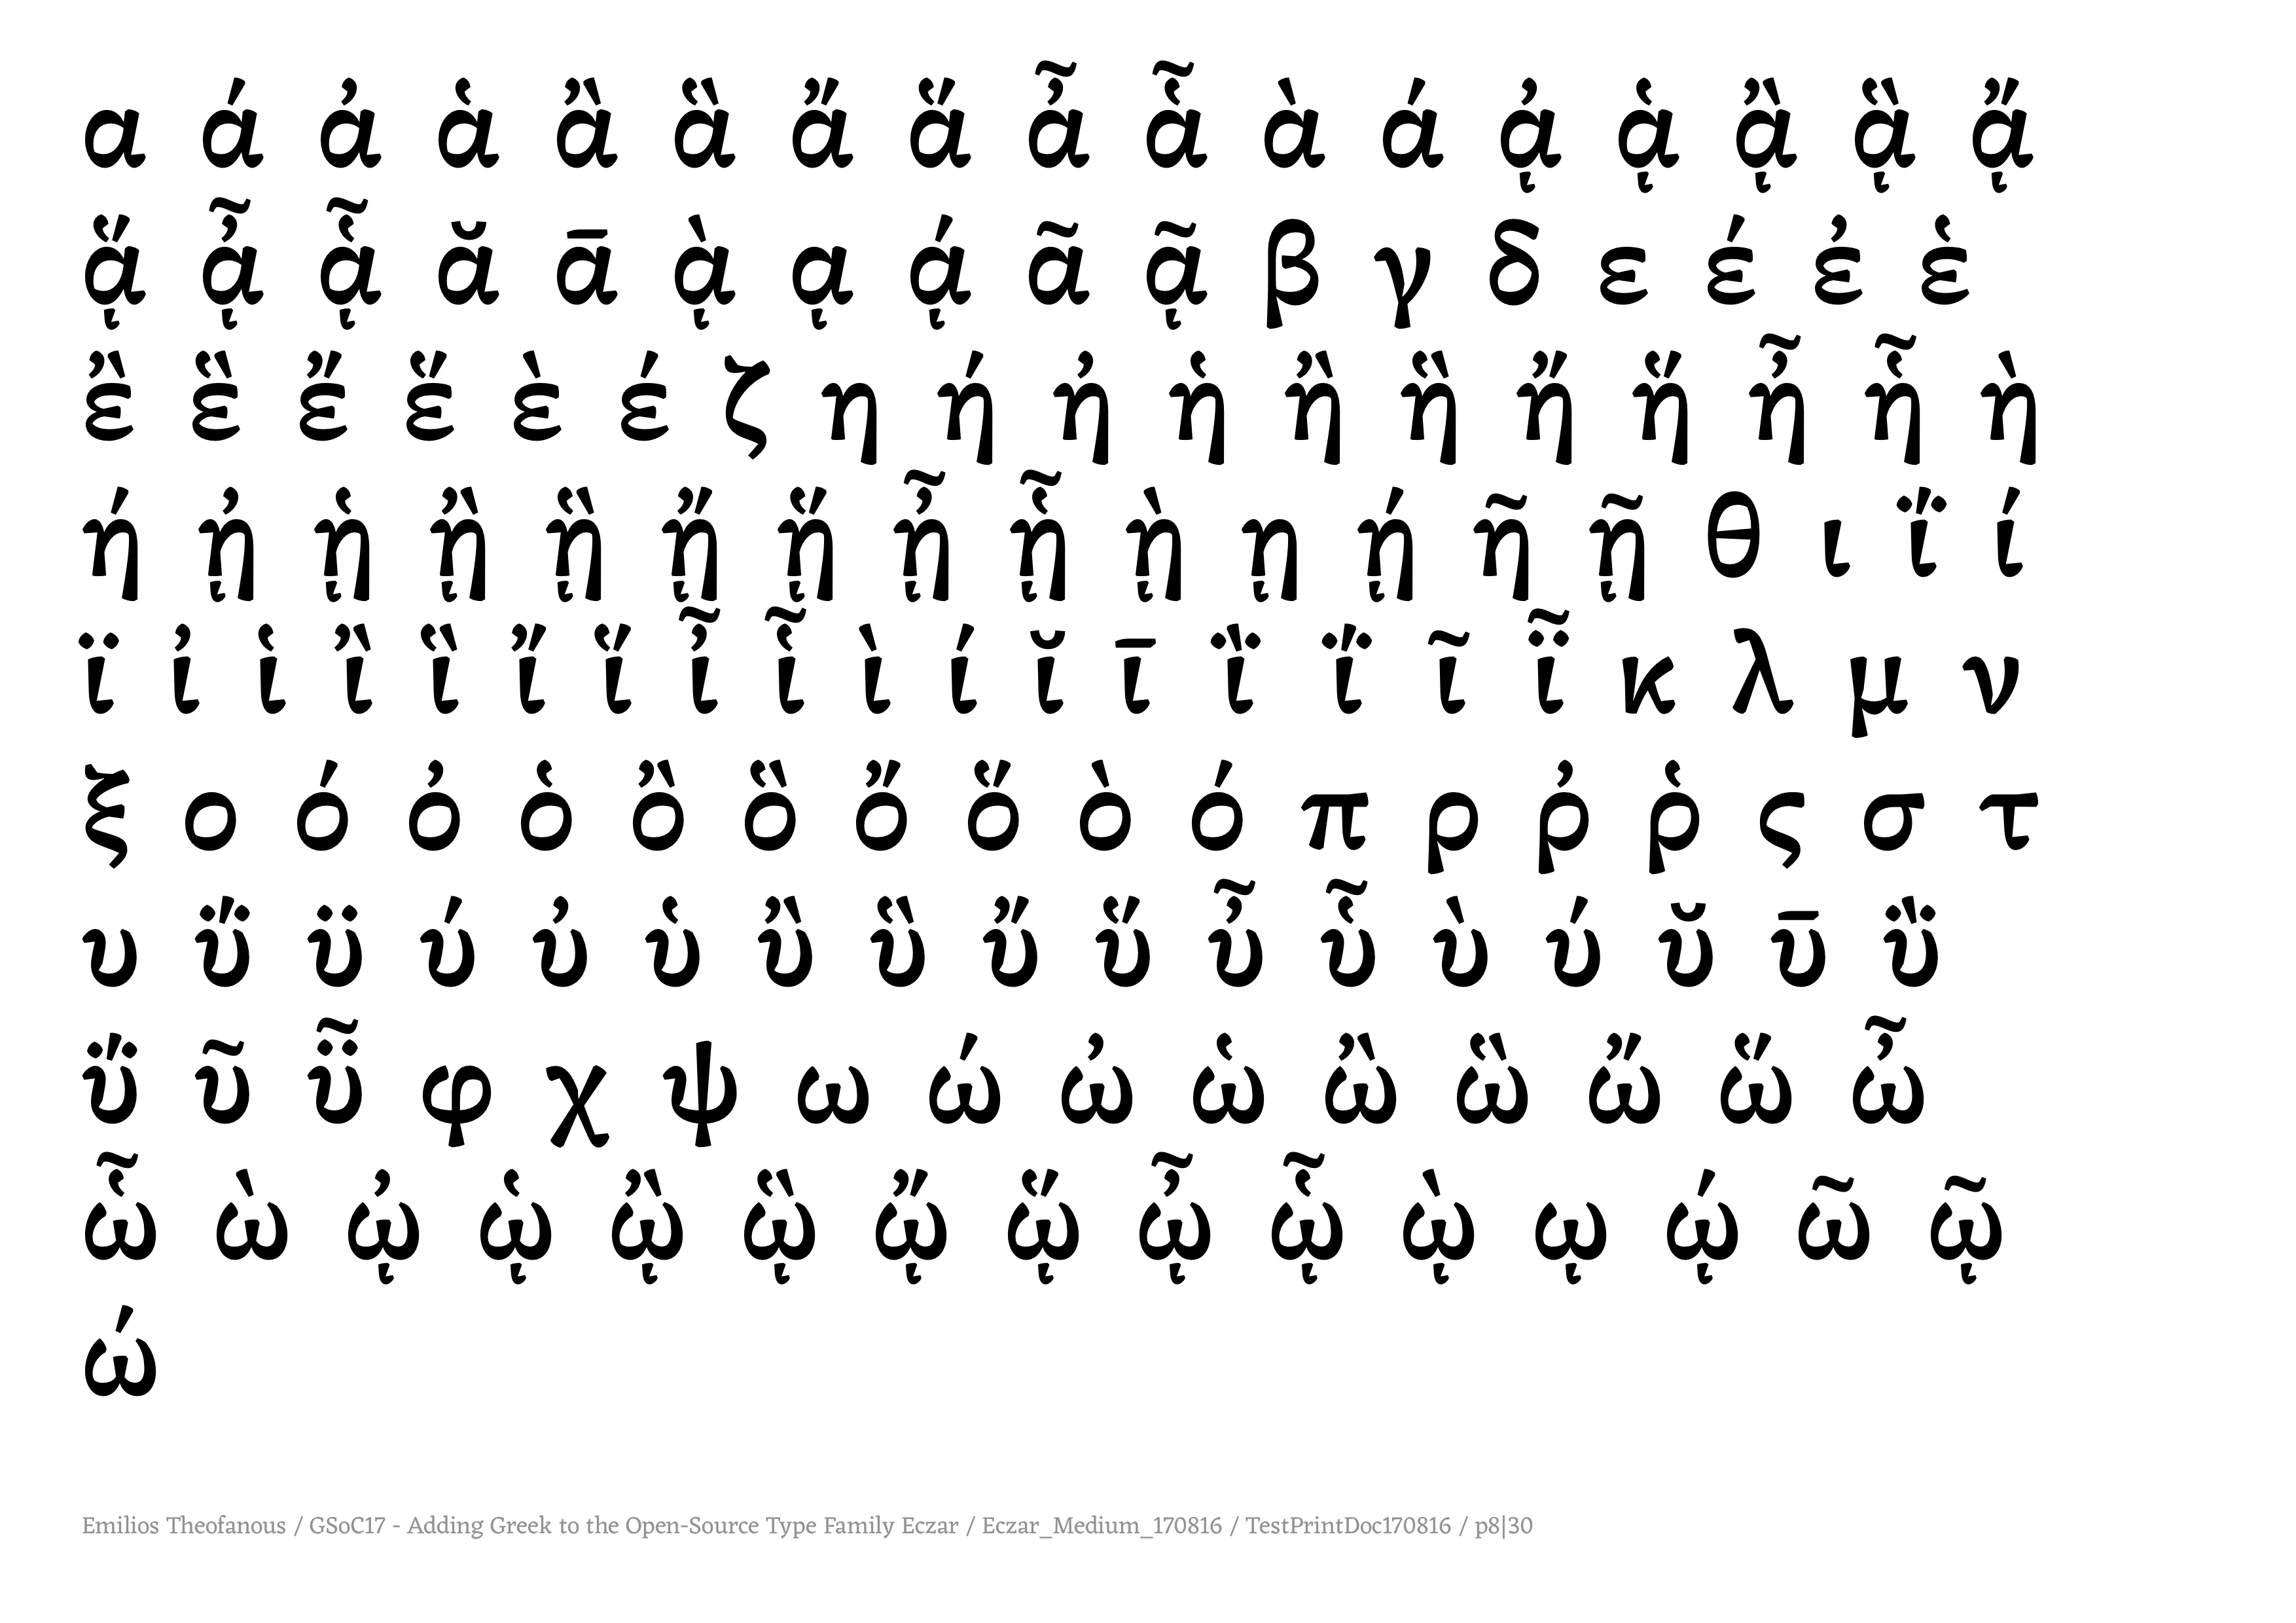 α ά ἀ ἁ ἂ ἃ ἄ ἅ ἆ ἇ ὰ ά ᾀ ᾁ ᾂ ᾃ ᾄ
ᾅ ᾆ ᾇ ᾰ ᾱ ᾲ ᾳ ᾴ ᾶ ᾷ β γ δ ε έ ἐ ἑ
ἒ ἓ ἔ ἕ ὲ έ ζ η ή ἠ ἡ ἢ ἣ ἤ ἥ ἦ ἧ ὴ
ή ᾐ ᾑ ᾒ ᾓ ᾔ ᾕ ᾖ ᾗ ῂ ῃ ῄ ῆ ῇ θ ι ΐ ί
ϊ ἰ ἱ ἲ ἳ ἴ ἵ ἶ ἷ ὶ ί ῐ ῑ ῒ ΐ ῖ ῗ κ λ μ ν
ξ ο ό ὀ ὁ ὂ ὃ ὄ ὅ ὸ ό π ρ ῤ ῥ ς σ τ
υ ΰ ϋ ύ ὐ ὑ ὒ ὓ ὔ ὕ ὖ ὗ ὺ ύ ῠ ῡ ῢ
ΰ ῦ ῧ φ χ ψ ω ώ ὠ ὡ ὢ ὣ ὤ ὥ ὦ
ὧ ὼ ᾠ ᾡ ᾢ ᾣ ᾤ ᾥ ᾦ ᾧ ῲ ῳ ῴ ῶ ῷ
ώ
Emilios Theofanous / GSoC17 - Adding Greek to the Open-Source Type Family Eczar / Eczar_Medium_170816 / TestPrintDoc170816 / p8|30